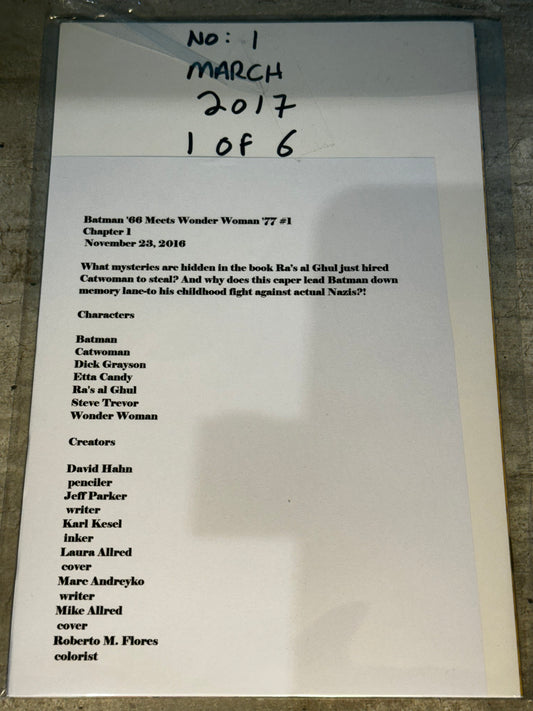 No: 1
MARCH
2017
1 OF 6
Batman '66 Meets Wonder Woman '77 #1
Chapter 1
November 23, 2016
What mysteries are hidden in the book Ra's al Ghul just hired
Catwoman to steal? And why does this caper lead Batman down
memory lane-to his childhood fight against actual Nazis?!
Characters
Batman
Catwoman
Dick Grayson
Etta Candy
Ra's al Ghul
Steve Trevor
Wonder Woman
Creators
David Hahn
penciler
Jeff Parker
writer
Karl Kesel
inker
Laura Allred
cover
Marc Andreyko
writer
Mike Allred
cover
Roberto M. Flores
colorist